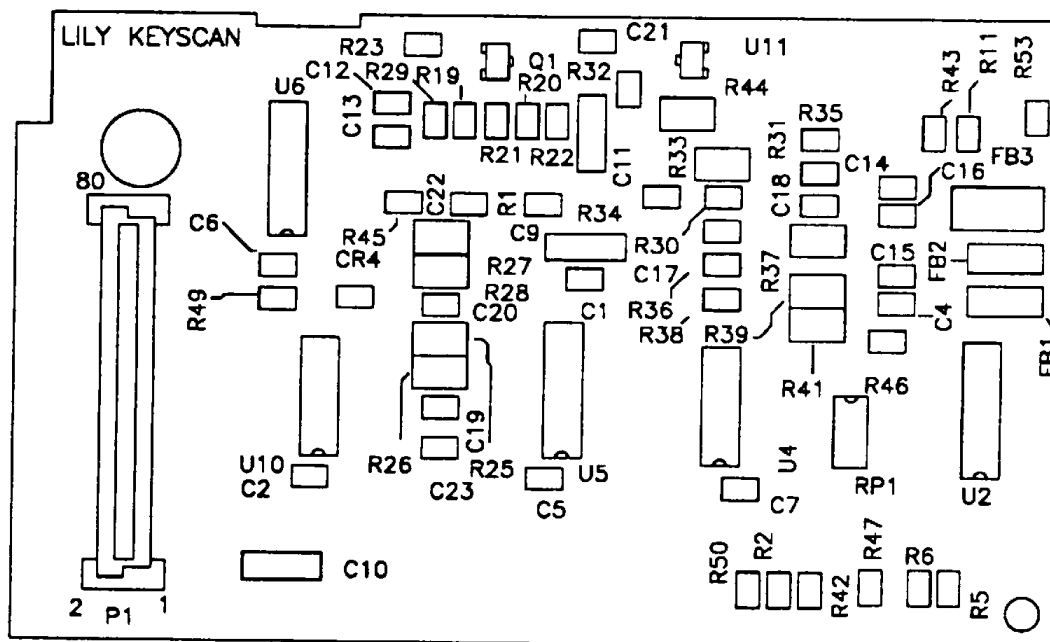 LILY KEYSCAN
R23
C21
U11
C12
R29
R19
Q1
R20
R32
R53
R11
R43
U6
C13
R44
R35
R21
R22
C11
R33
R31
C14
C16
FB3
80
C22
R1
R34
C18
C6
R45
C9
R30
CR4
R27
C17
R37
C15
FB2
R49
R28
R36
C20
C1
R38
R39
C4
FB1
R41
R46
C19
U10
R26
R25
U5
U4
C2
C23
C5
C7
RP1
U2
R50
R2
R47
R6
C10
R42
R5
2
P1
1